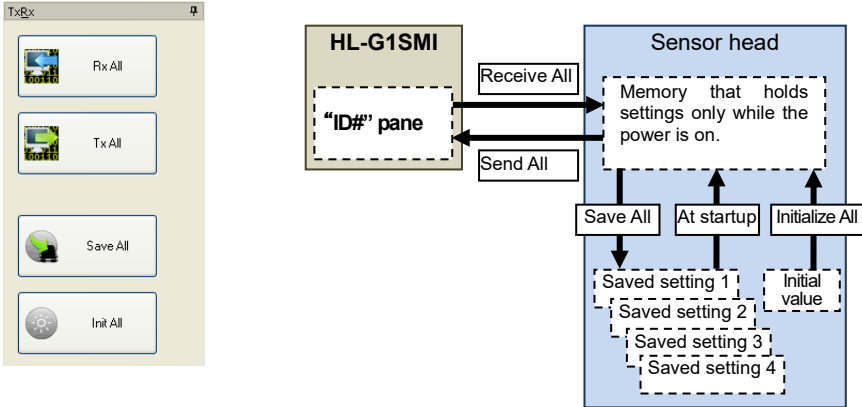 TxRx
Rx All
Tx All
Save All
Init All
HL-G1SMI
"ID#" pane
Receive All
Send All
Sensor head
Memory that holds
settings only while the
power is on.
Save All
At startup
Initialize All
Saved setting 1
Saved setting 2
Saved setting 3
Saved setting 4
Initial
value